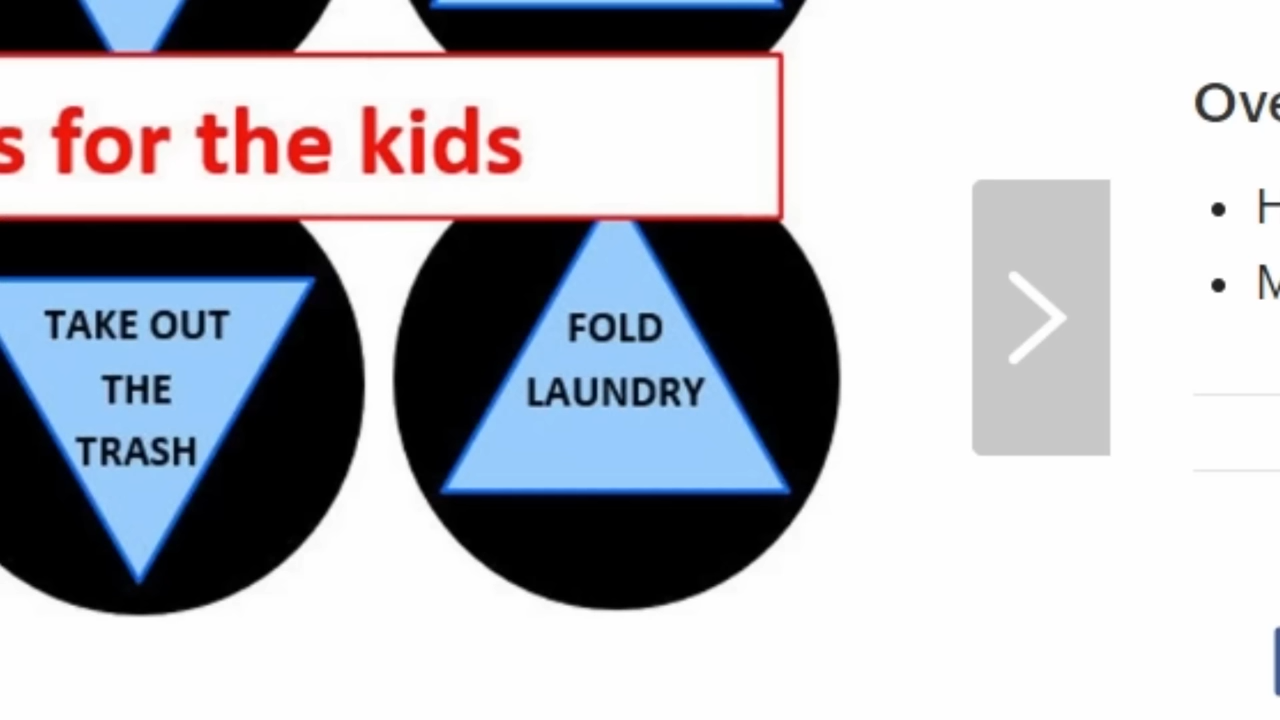 s for the kids
TAKE OUT
THE
TRASH
FOLD
LAUNDRY
Ove
H
M